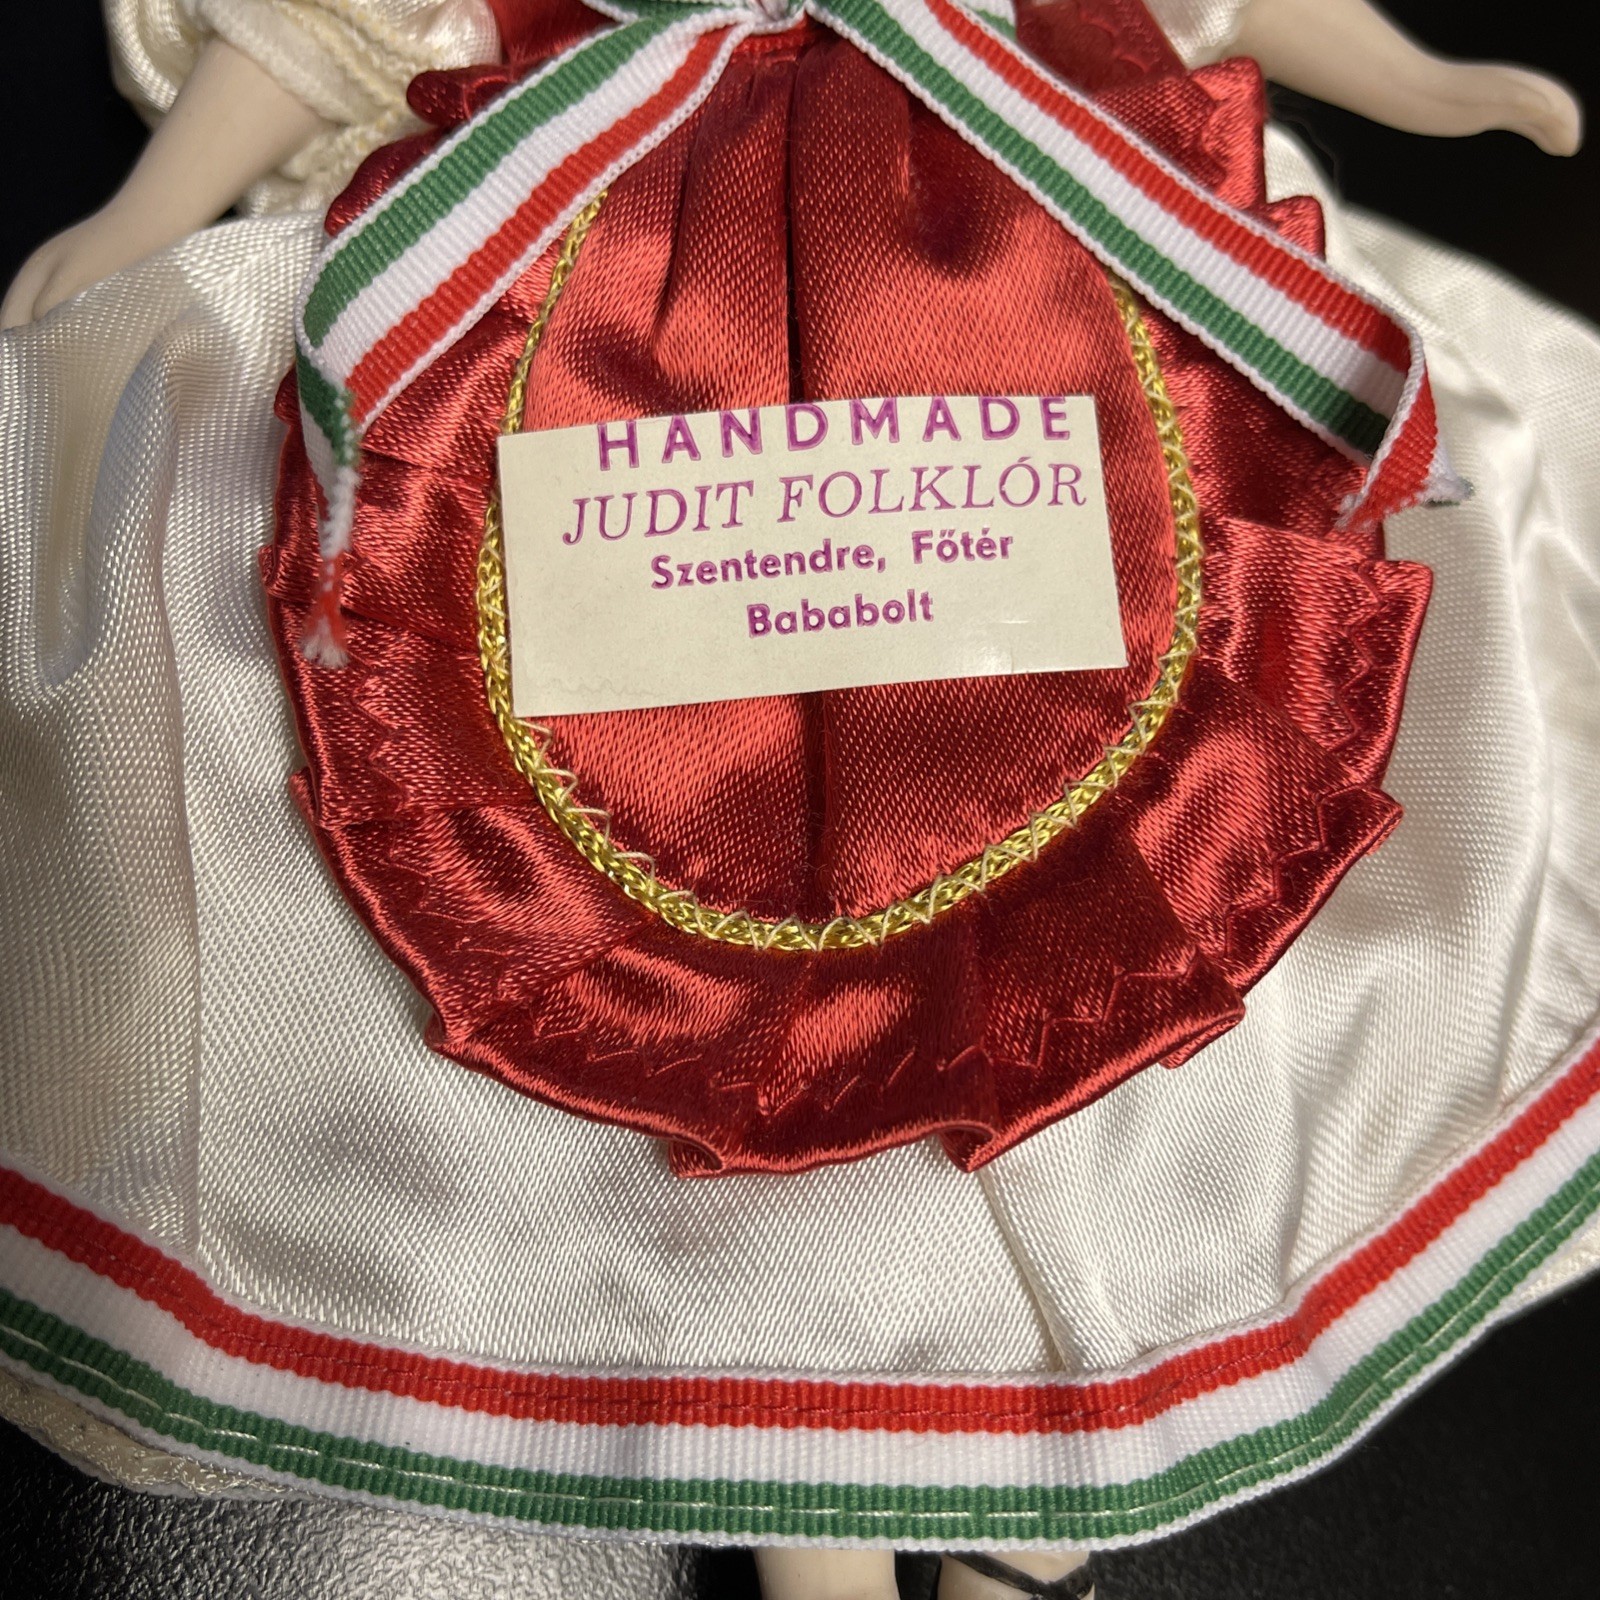 HANDMADE
JUDIT FOLKLÓR
Szentendre, Főtér
Bababolt